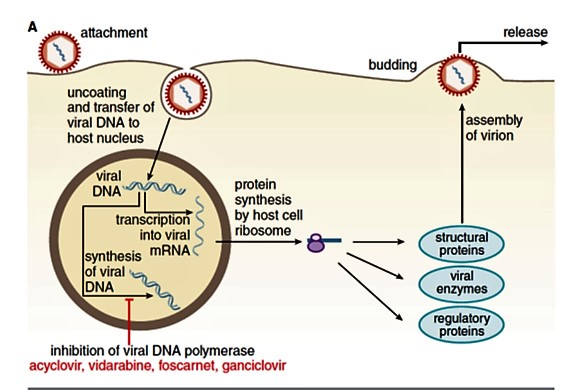 A
attachment
release
budding
uncoating
and transfer of
viral DNA to
host nucleus
assembly
of virion
viral
DNA
transcription
into viral
mRNA
synthesis
of viral
DNA
protein
synthesis
by host cell
ribosome
structural
proteins
viral
enzymes
regulatory
proteins
inhibition of viral DNA polymerase
acyclovir, vidarabine, foscarnet, ganciclovir